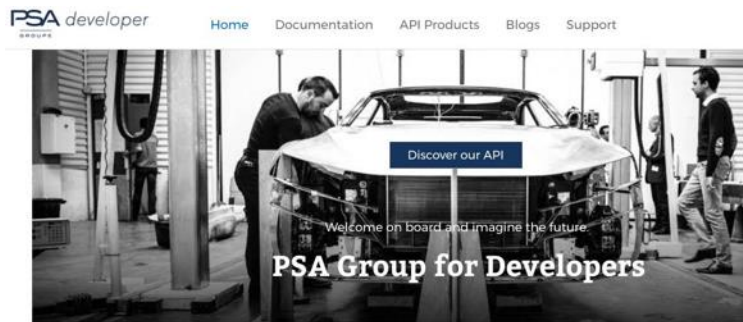 PSA developer
GROUPE
Home Documentation API Products Blogs Support
Discover our API
Welcome on board and imagine the future.
PSA Group for Developers